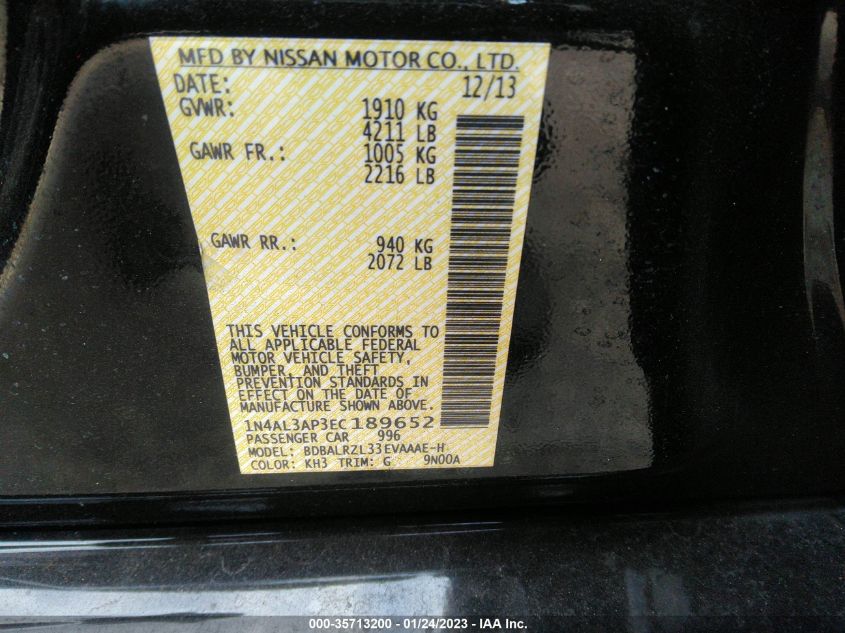 MFD BY NISSAN MOTOR CO., LTD.
DATE: 12/13
GVWR: 1910 KG
4211 LB
GAWR FR.: 1005 KG
2216 LB
GAWR RR.: 940 KG
2072 LB
THIS VEHICLE CONFORMS TO
ALL APPLICABLE FEDERAL
MOTOR VEHICLE SAFETY,
BUMPER, AND THEFT
PREVENTION STANDARDS IN
EFFECT ON THE DATE OF
MANUFACTURE SHOWN ABOVE.
1N4AL3AP3EC189652
PASSENGER CAR 996
MODEL: BDBALRZL33EVAAAE-H
COLOR: KH3 TRIM: G 9N00A
000-35713200 - 01/24/2023 - IAA Inc.